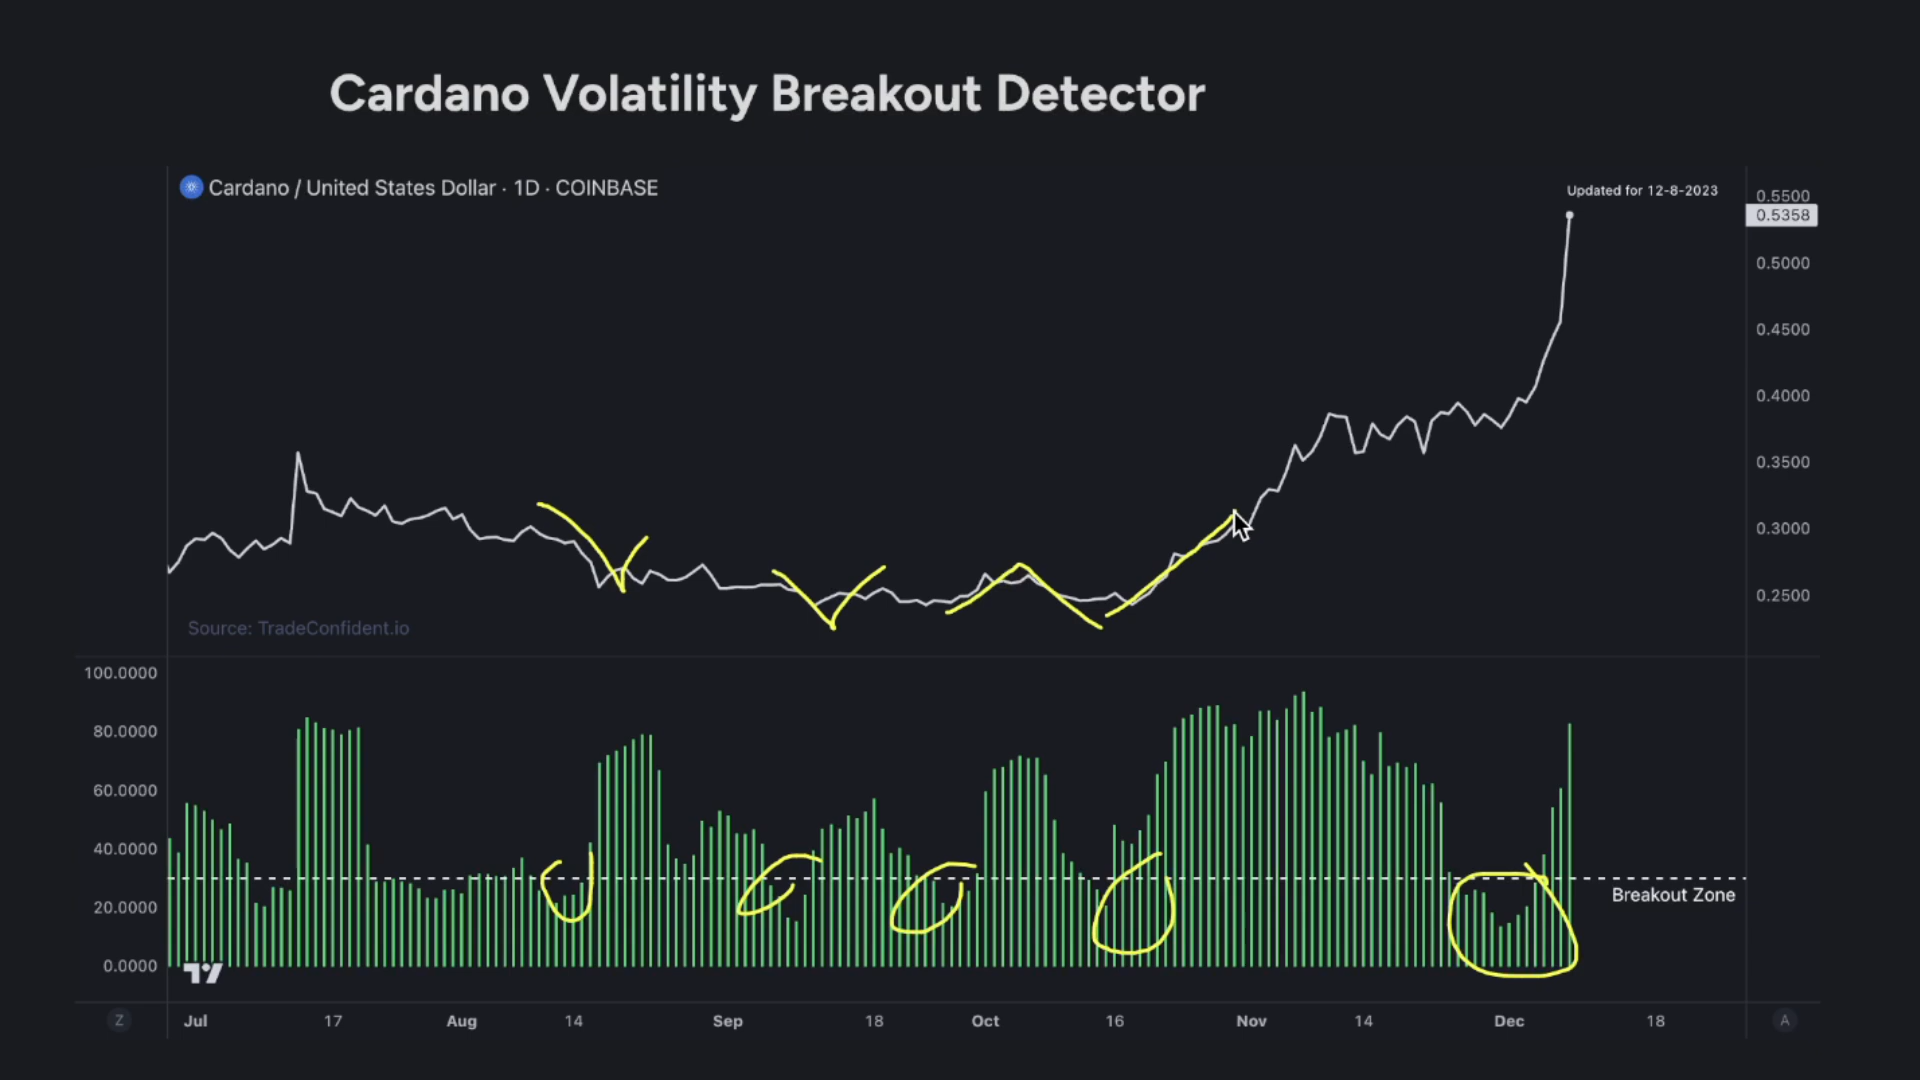 Cardano Volatility Breakout Detector
Cardano / United States Dollar · 1D · COINBASE
Updated for 12-8-2023
0.5500
0.5358
0.5000
0.4500
0.4000
0.3500
0.3000
0.2500
Source: TradeConfident.io
100.0000
80.0000
60.0000
40.0000
20.0000
0.0000
Breakout Zone
Z Jul 17 Aug 14 Sep 18 Oct 16 Nov 14 Dec 18 A